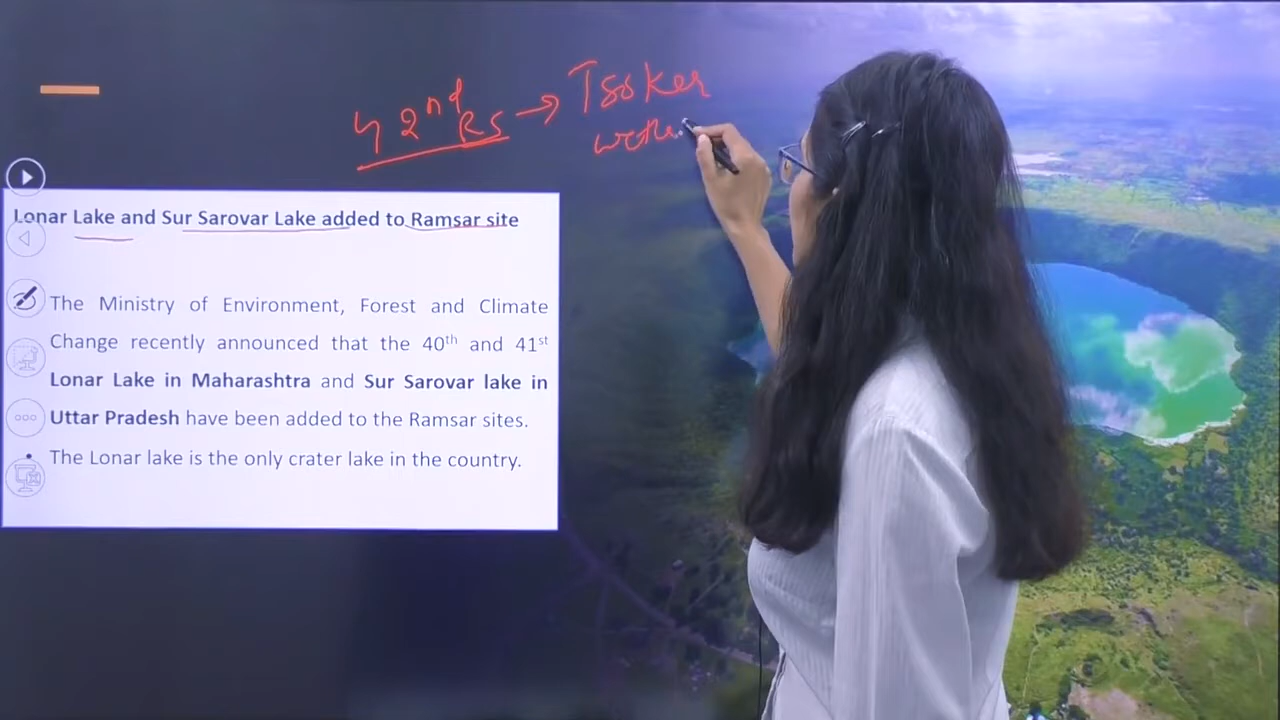 42nd RS → Tsoker
Lonar Lake and Sur Sarovar Lake added to Ramsar site
The Ministry of Environment, Forest and Climate
Change recently announced that the 40th and 41st
Lonar Lake in Maharashtra and Sur Sarovar lake in
Uttar Pradesh have been added to the Ramsar sites.
• The Lonar lake is the only crater lake in the country.